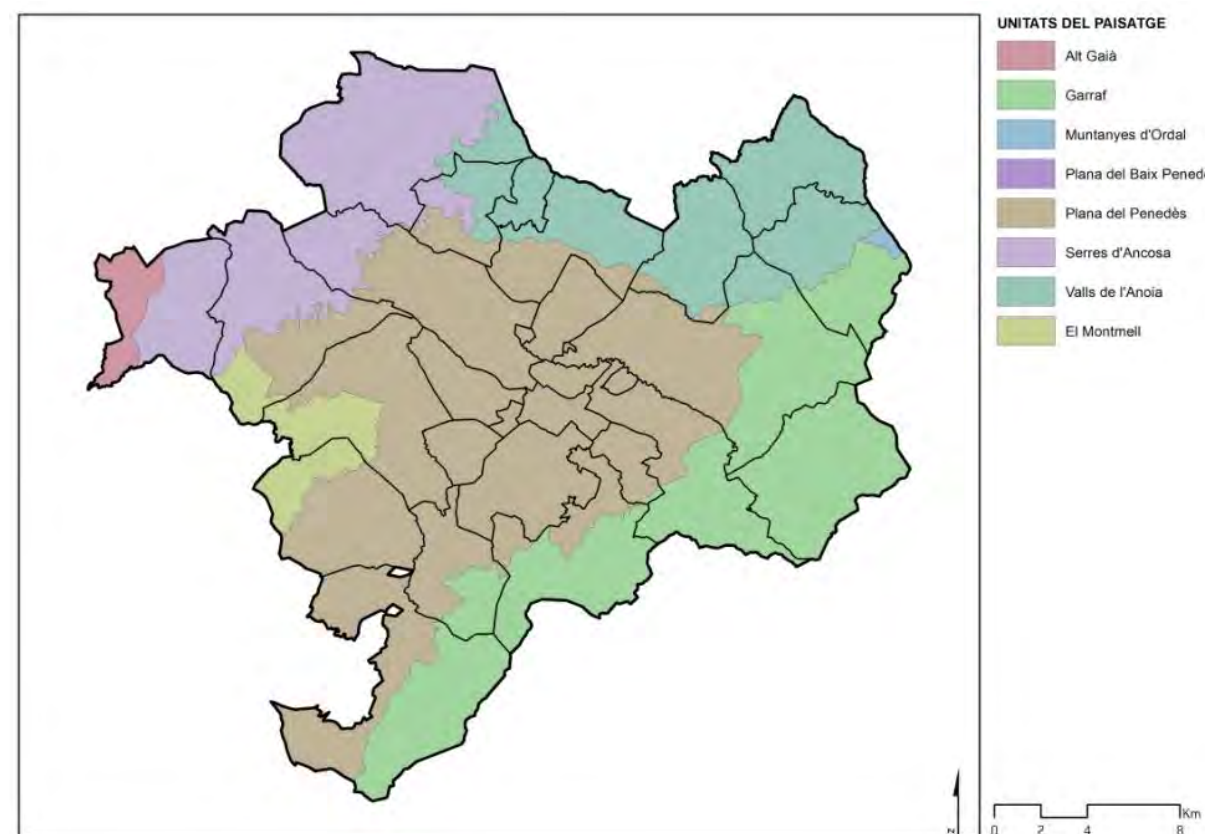 UNITATS DEL PAISATGE
Alt Gaià
Garraf
Muntanyes d'Ordal
Plana del Baix Pened
Plana del Penedès
Serres d'Ancosa
Valls de l'Anoia
El Montmell
Km
0 2 4 8
N